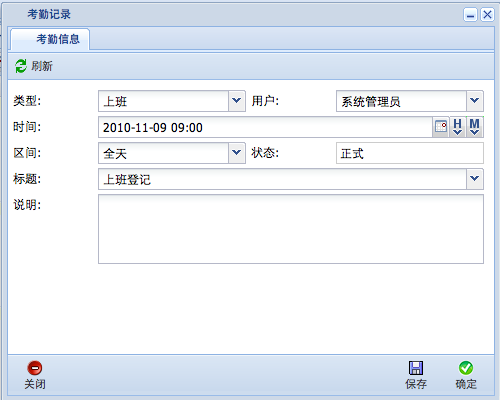 考勤记录
考勤信息
刷新
类型: 上班 用户: 系统管理员
时间: 2010-11-09 09:00 H M
区间: 全天 状态: 正式
标题: 上班登记
说明:
关闭 保存 确定